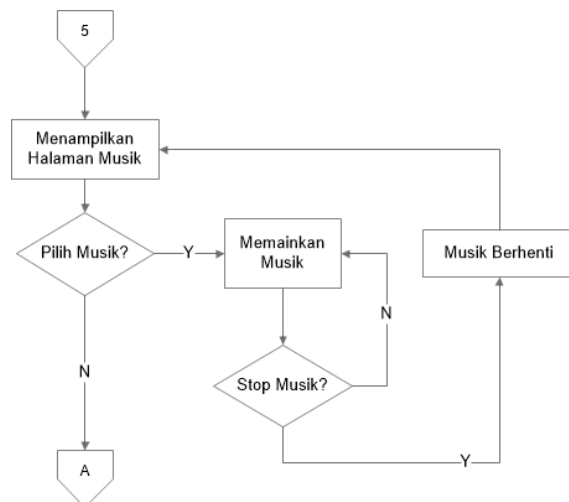 5
Menampilkan
Halaman Musik
Pilih Musik?
Y
Memainkan
Musik
Musik Berhenti
N
N
Stop Musik?
Y
A